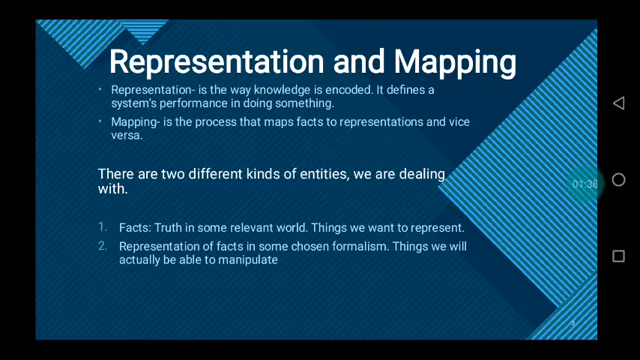 Representation and Mapping
• Representation- is the way knowledge is encoded. It defines a
system's performance in doing something.
• Mapping- is the process that maps facts to representations and vice
versa.
There are two different kinds of entities, we are dealing
with.
1. Facts: Truth in some relevant world. Things we want to represent.
2. Representation of facts in some chosen formalism. Things we will
actually be able to manipulate
01:38